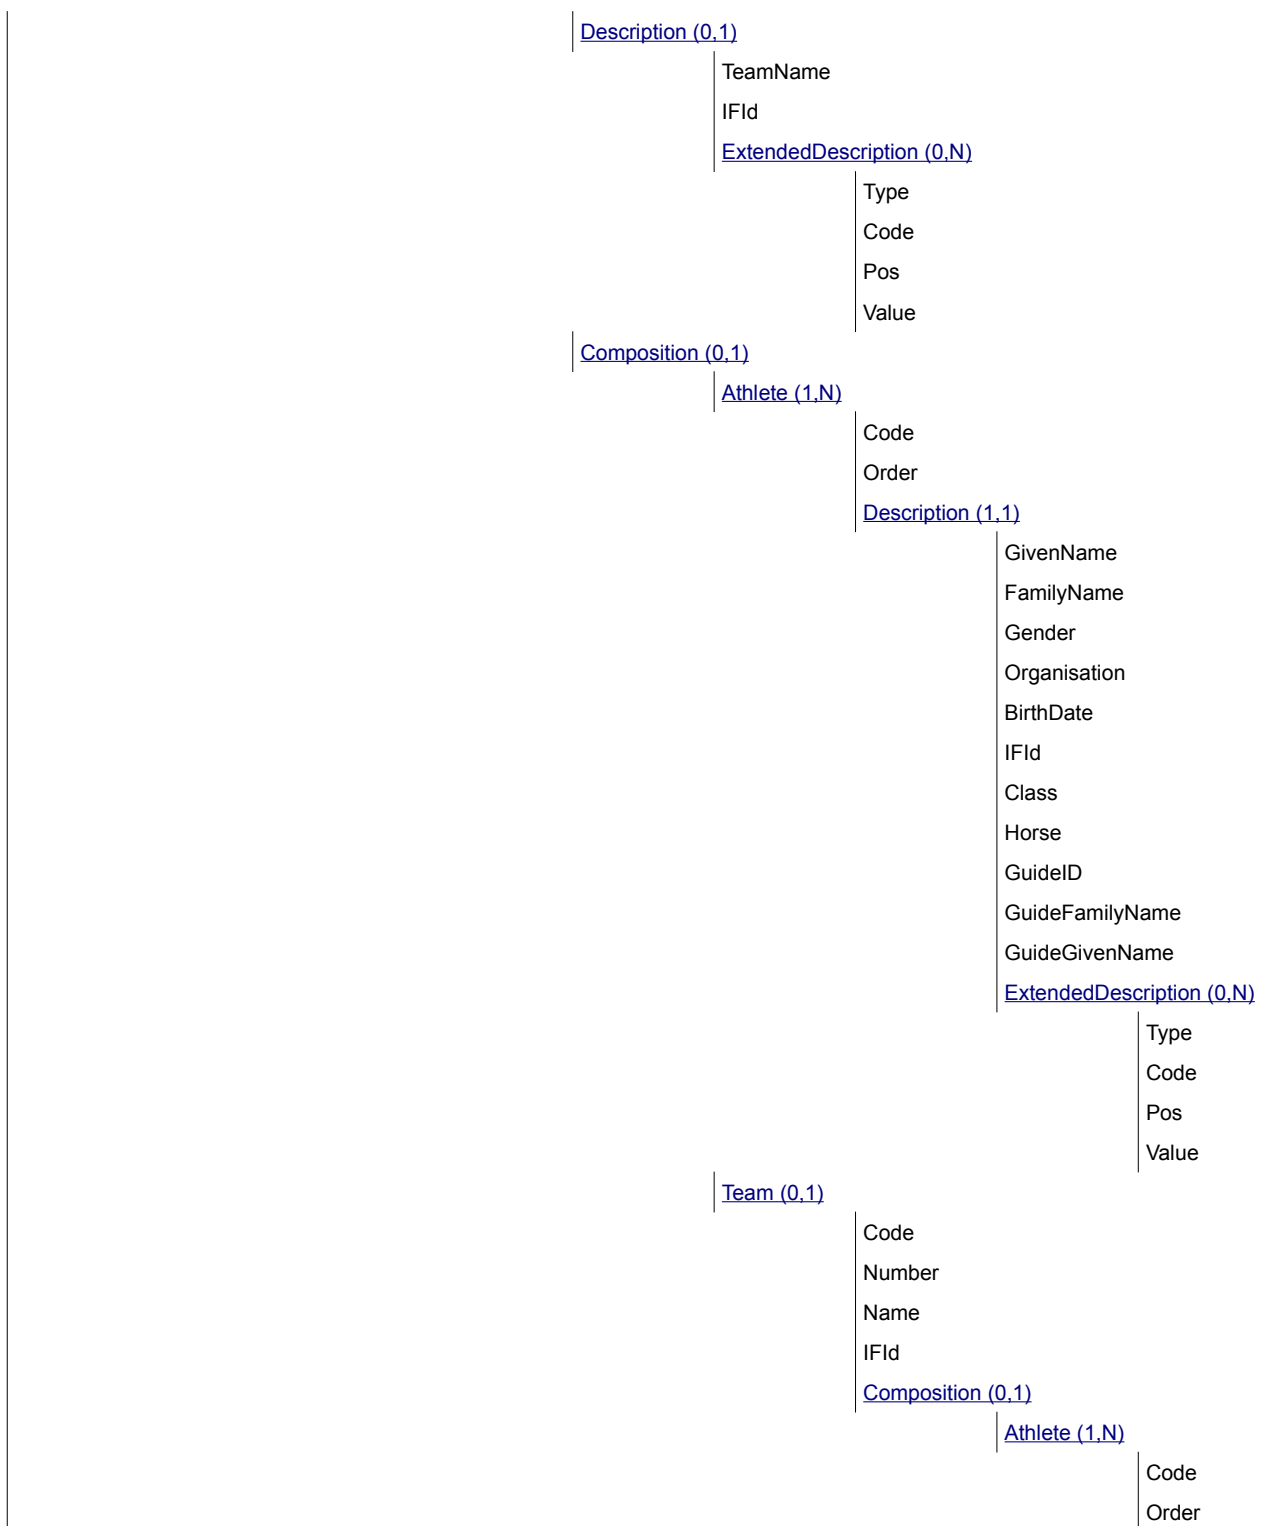 Description (0,1)
TeamName
IFId
ExtendedDescription (0,N)
Type
Code
Pos
Value
Composition (0,1)
Athlete (1,N)
Code
Order
Description (1,1)
GivenName
FamilyName
Gender
Organisation
BirthDate
IFId
Class
Horse
GuideID
GuideFamilyName
GuideGivenName
ExtendedDescription (0,N)
Type
Code
Pos
Value
Team (0,1)
Code
Number
Name
IFId
Composition (0,1)
Athlete (1,N)
Code
Order